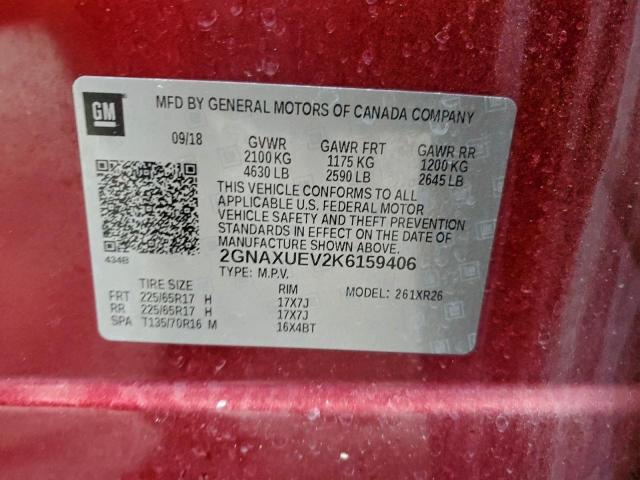 GM
MFD BY GENERAL MOTORS OF CANADA COMPANY
09/18 GVWR GAWR FRT GAWR RR
2100 KG 1175 KG 1200 KG
4630 LB 2590 LB 2645 LB
THIS VEHICLE CONFORMS TO ALL
APPLICABLE U.S. FEDERAL MOTOR
VEHICLE SAFETY AND THEFT PREVENTION
STANDARDS IN EFFECT ON THE DATE OF
MANUFACTURE SHOWN ABOVE.
434B 2GNAXUEV2K6159406
TYPE: M.P.V.
TIRE SIZE RIM MODEL: 261XR26
FRT 225/65R17 H 17X7J
RR 225/65R17 H 17X7J
SPA T135/70R16 M 16X4BT